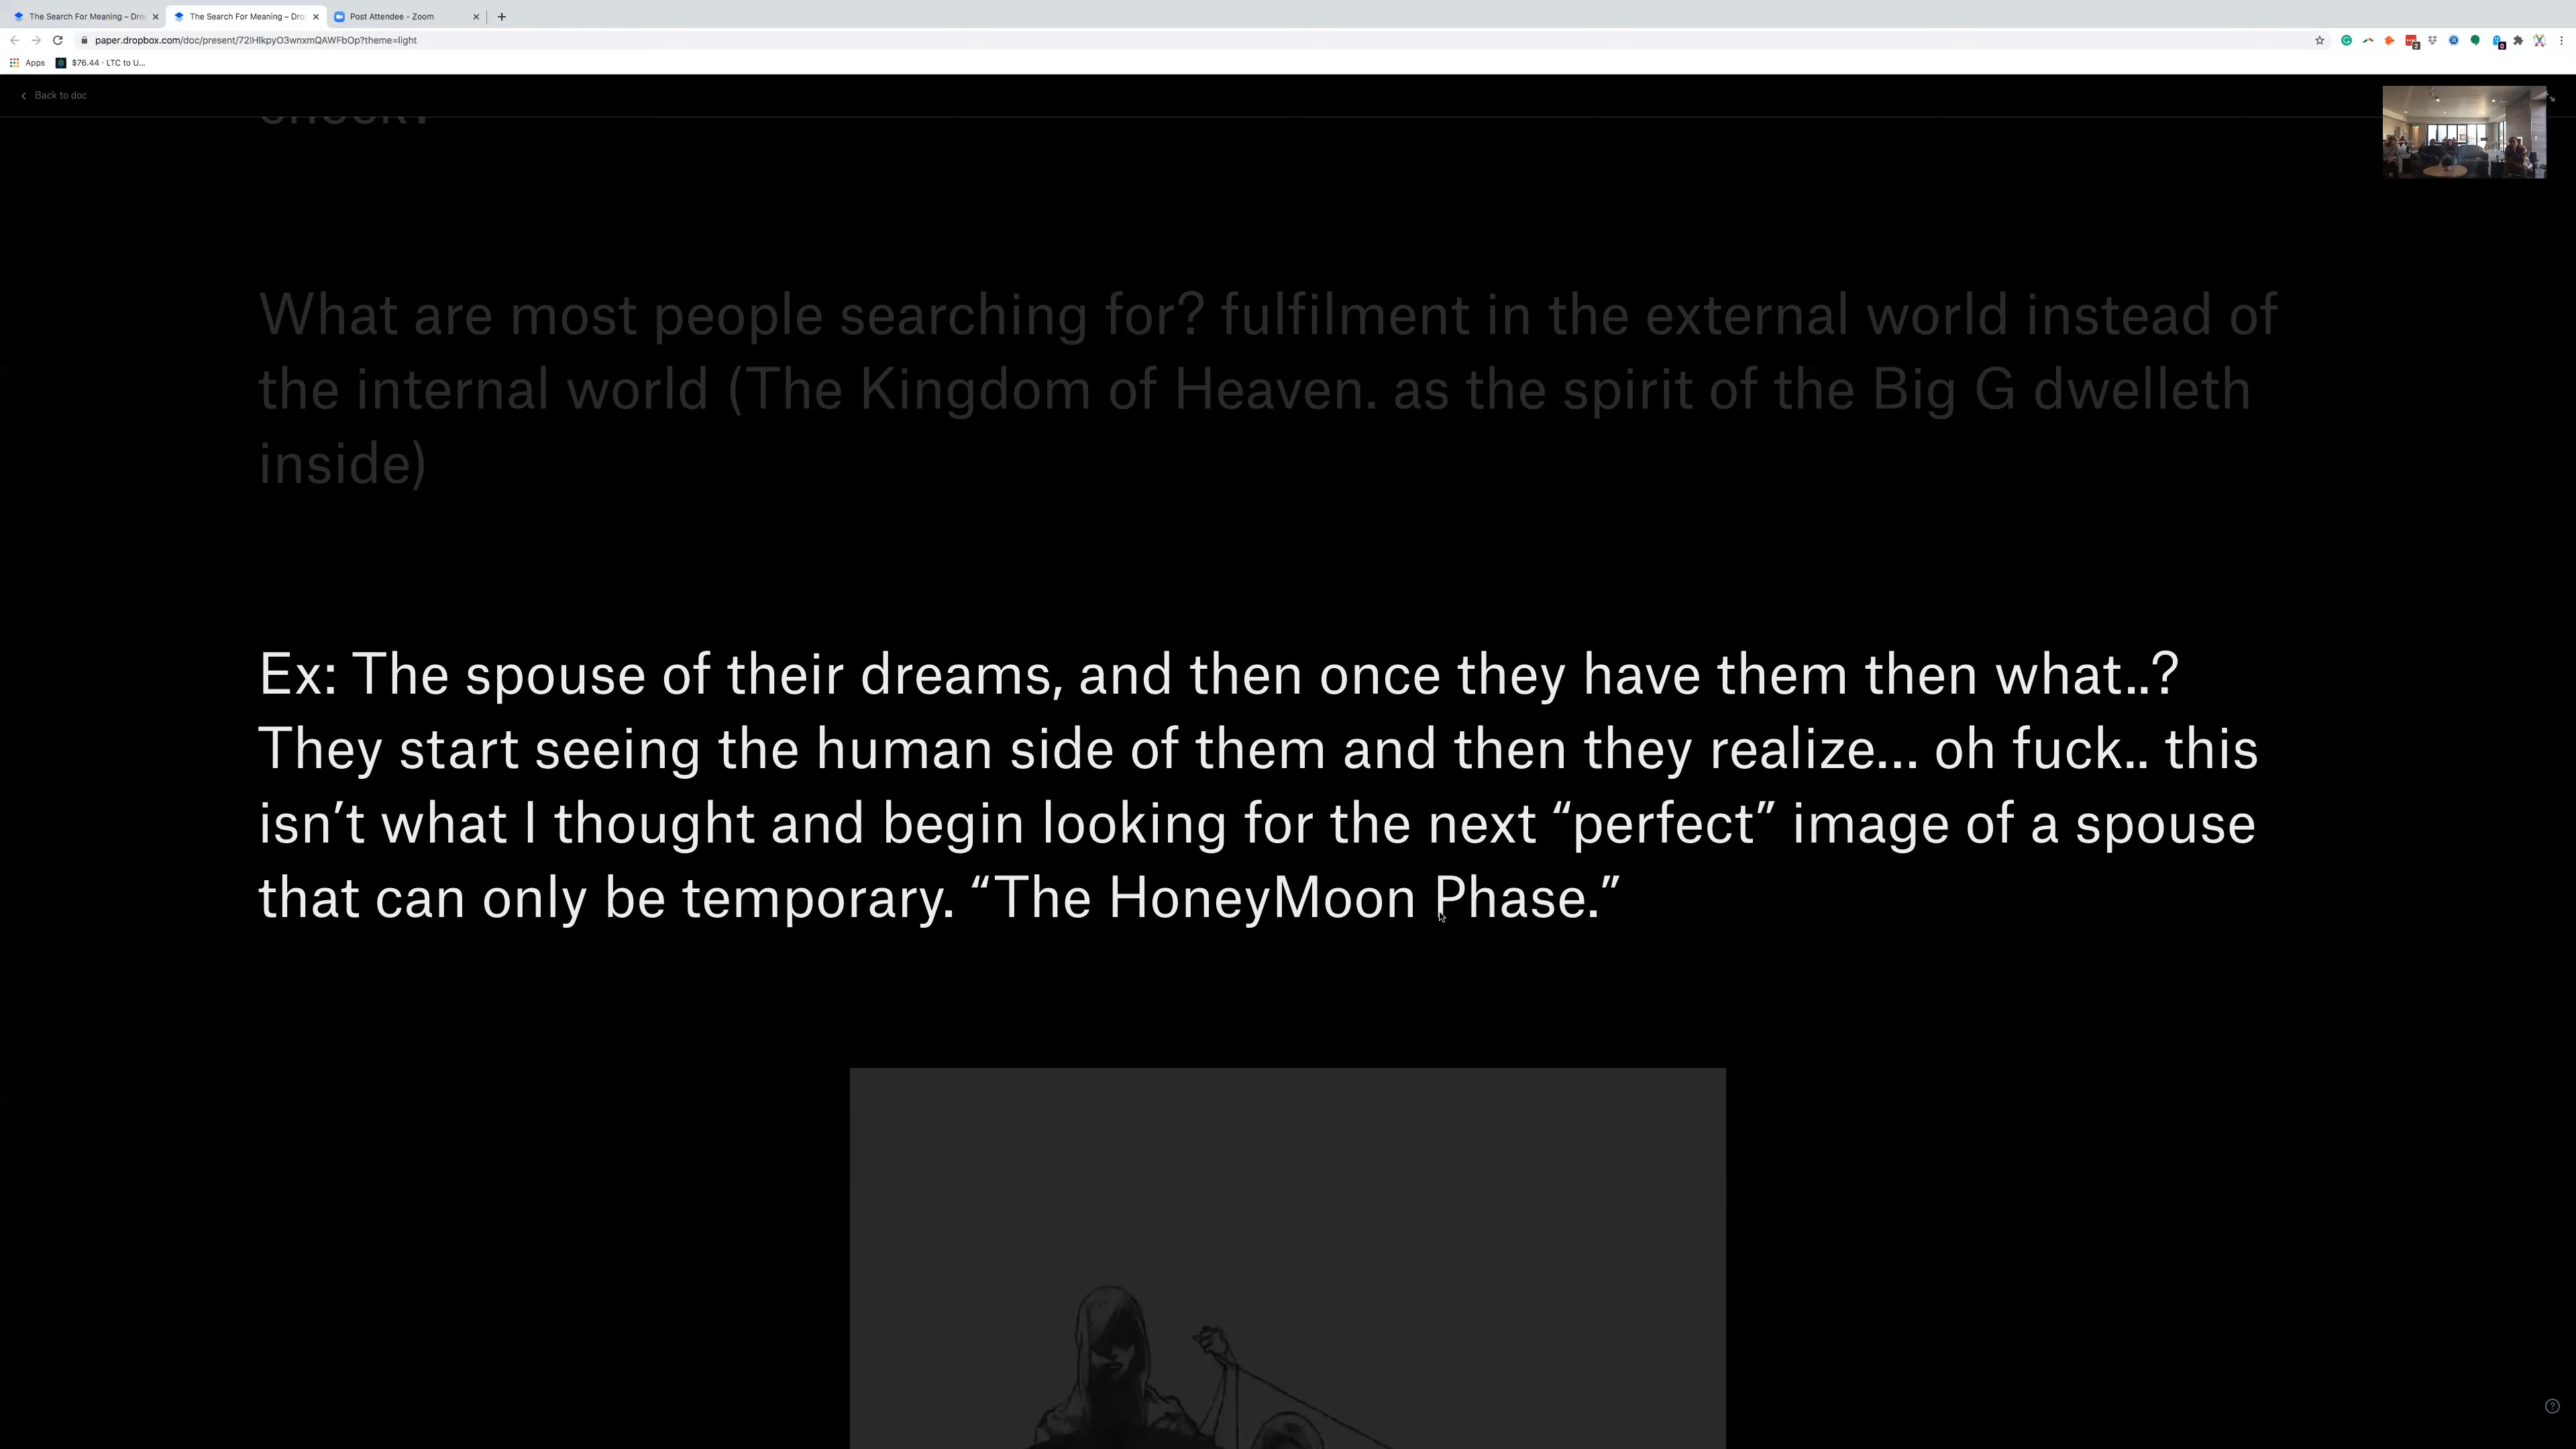 The Search For Meaning – Dro
The Search For Meaning – Dro
Post Attendee - Zoom
paper.dropbox.com/doc/present/72IHlkpyO3wnxmQAWFbOp?theme=light
Apps
$76.44 · LTC to U...
Back to doc
What are most people searching for? fulfilment in the external world instead of
the internal world (The Kingdom of Heaven. as the spirit of the Big G dwelleth
inside)
Ex: The spouse of their dreams, and then once they have them then what..?
They start seeing the human side of them and then they realize... oh fuck.. this
isn’t what I thought and begin looking for the next “perfect” image of a spouse
that can only be temporary. “The HoneyMoon Phase.”